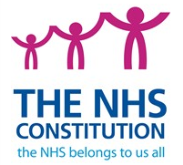 THE NHS
CONSTITUTION
the NHS belongs to us all